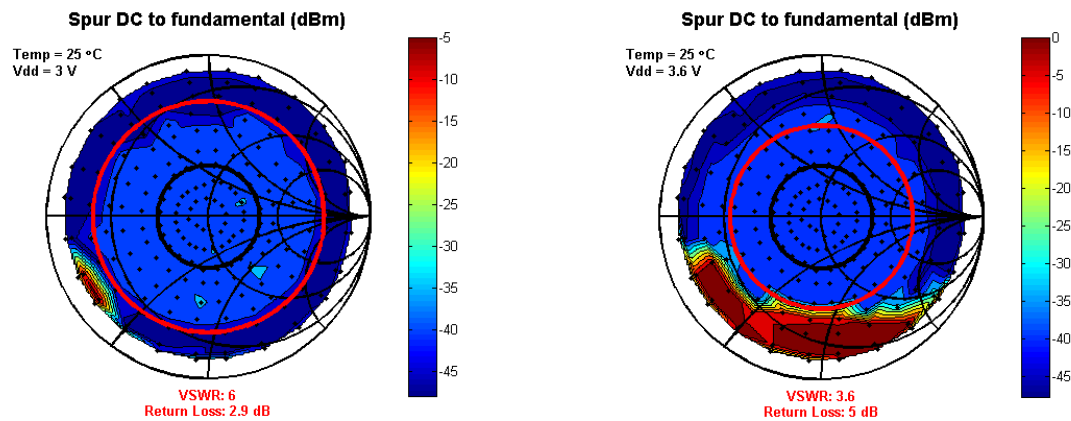 Spur DC to fundamental (dBm)
Temp = 25 °C
Vdd = 3 V
-5
-10
-15
-20
-25
-30
-35
-40
-45
VSWR: 6
Return Loss: 2.9 dB
Spur DC to fundamental (dBm)
Temp = 25 °C
Vdd = 3.6 V
0
-5
-10
-15
-20
-25
-30
-35
-40
-45
VSWR: 3.6
Return Loss: 5 dB